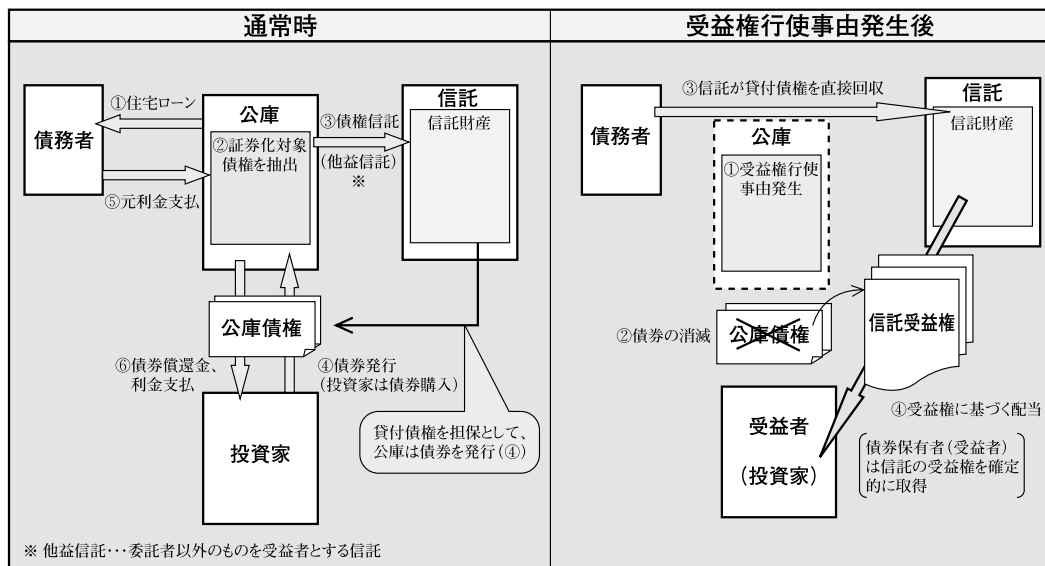 通常時
①住宅ローン
債務者
公庫
②証券化対象
債権を抽出
③債権信託
(他益信託)
※
信託
信託財産
⑤元利金支払
公庫債権
⑥債券償還金、
利金支払
④債券発行
(投資家は債券購入)
投資家
貸付債権を担保として、
公庫は債券を発行(④)
※ 他益信託･･･委託者以外のものを受益者とする信託
受益権行使事由発生後
③信託が貸付債権を直接回収
債務者
公庫
①受益権行使
事由発生
信託
信託財産
②債券の消滅
公庫債権
信託受益権
④受益権に基づく配当
受益者
(投資家)
債券保有者(受益者)
は信託の受益権を確定
的に取得